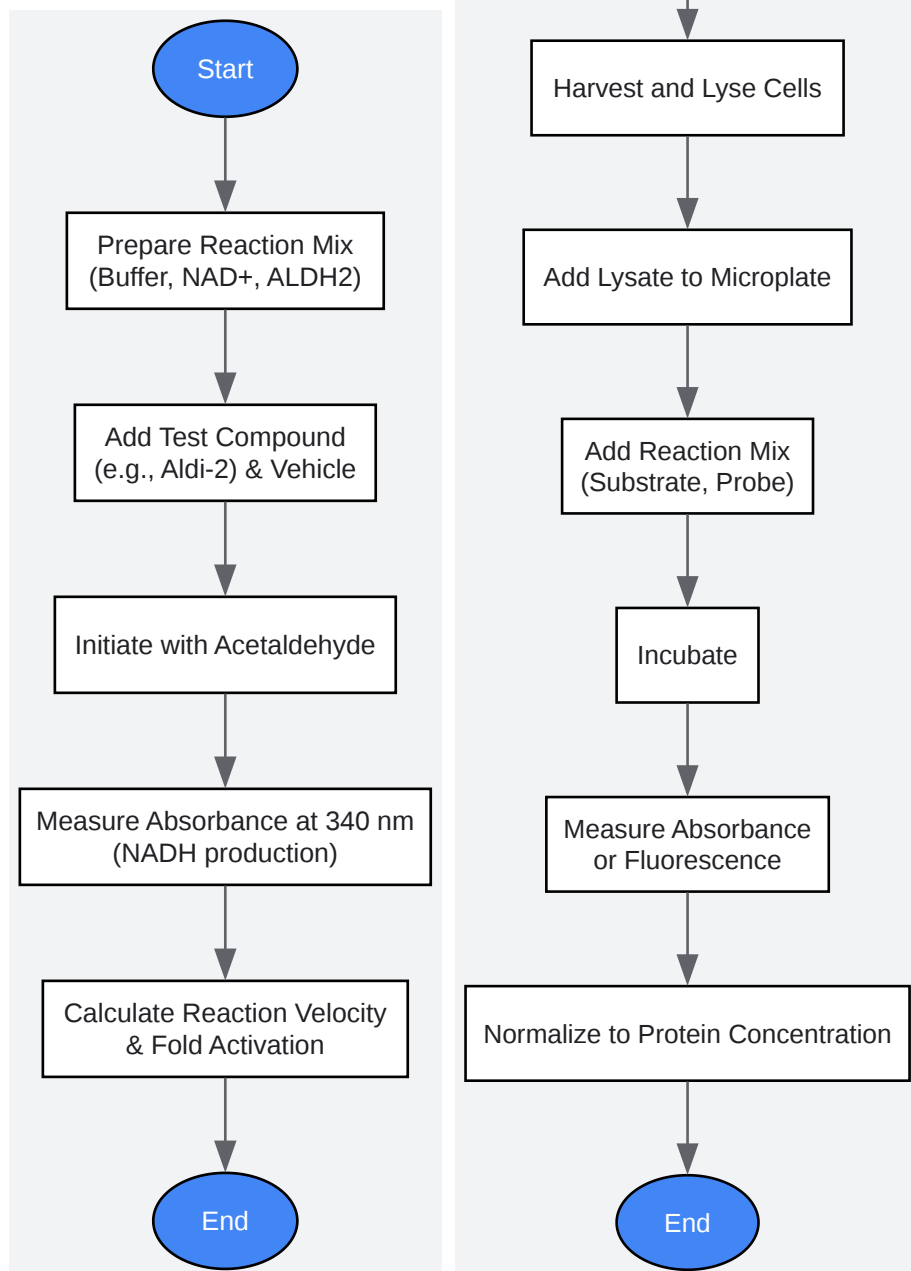 Start
Prepare Reaction Mix
(Buffer, NAD+, ALDH2)
Add Test Compound
(e.g., Aldi-2) & Vehicle
Initiate with Acetaldehyde
Measure Absorbance at 340 nm
(NADH production)
Calculate Reaction Velocity
& Fold Activation
End
Harvest and Lyse Cells
Add Lysate to Microplate
Add Reaction Mix
(Substrate, Probe)
Incubate
Measure Absorbance
or Fluorescence
Normalize to Protein Concentration
End